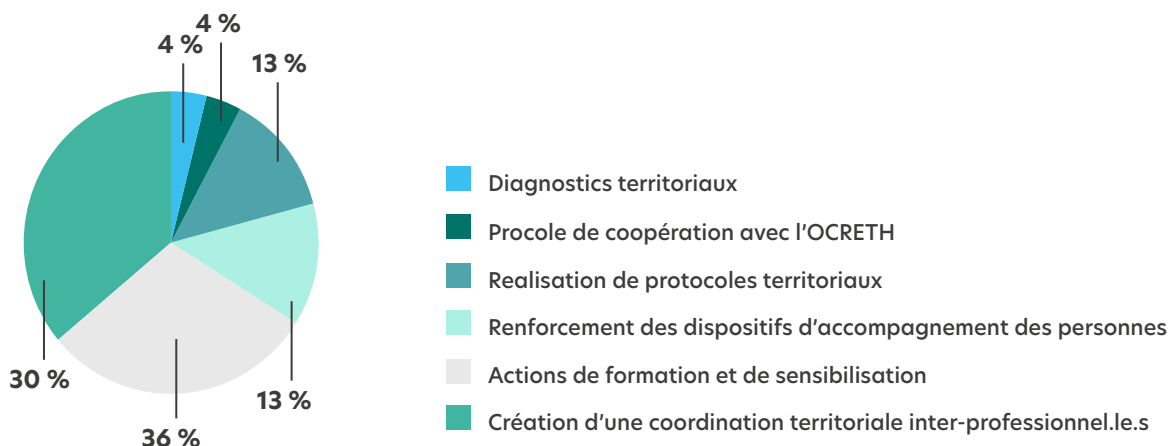 4 %
4 %
13 %
30 %
36 %
13 %
Diagnostics territoriaux
Procole de coopération avec l'OCRETH
Realisation de protocoles territoriaux
Renforcement des dispositifs d'accompagnement des personnes
Actions de formation et de sensibilisation
Création d'une coordination territoriale inter-professionnel.le.s